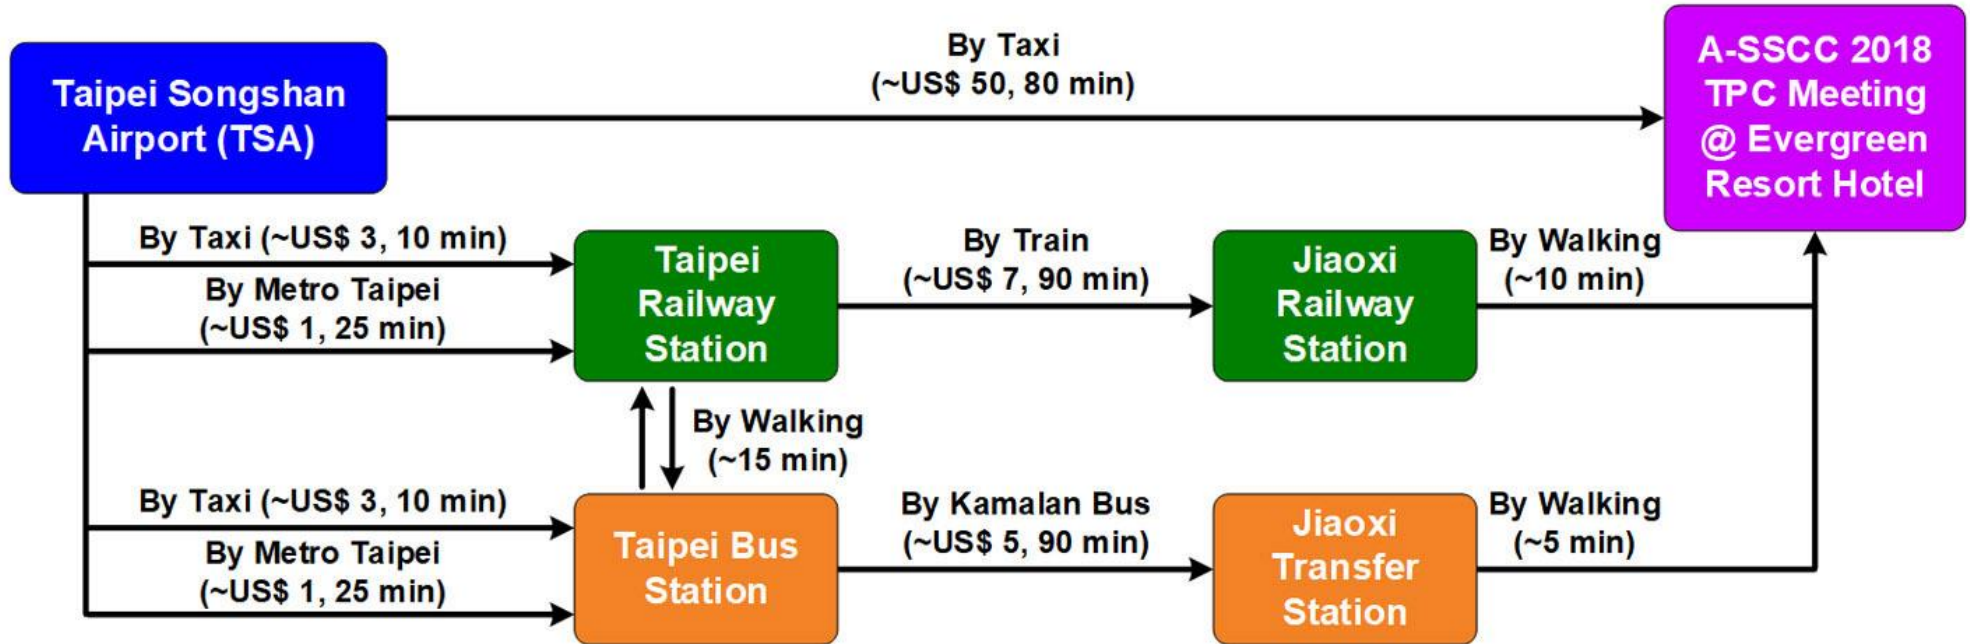 Taipei Songshan
Airport (TSA)
By Taxi
(~US$ 50, 80 min)
A-SSCC 2018
TPC Meeting
@ Evergreen
Resort Hotel
By Taxi (~US$ 3, 10 min)
By Metro Taipei
(~US$ 1, 25 min)
Taipei
Railway
Station
By Train
(~US$ 7, 90 min)
Jiaoxi
Railway
Station
By Walking
(~10 min)
By Walking
(~15 min)
By Taxi (~US$ 3, 10 min)
By Metro Taipei
(~US$ 1, 25 min)
Taipei Bus
Station
By Kamalan Bus
(~US$ 5, 90 min)
Jiaoxi
Transfer
Station
By Walking
(~5 min)